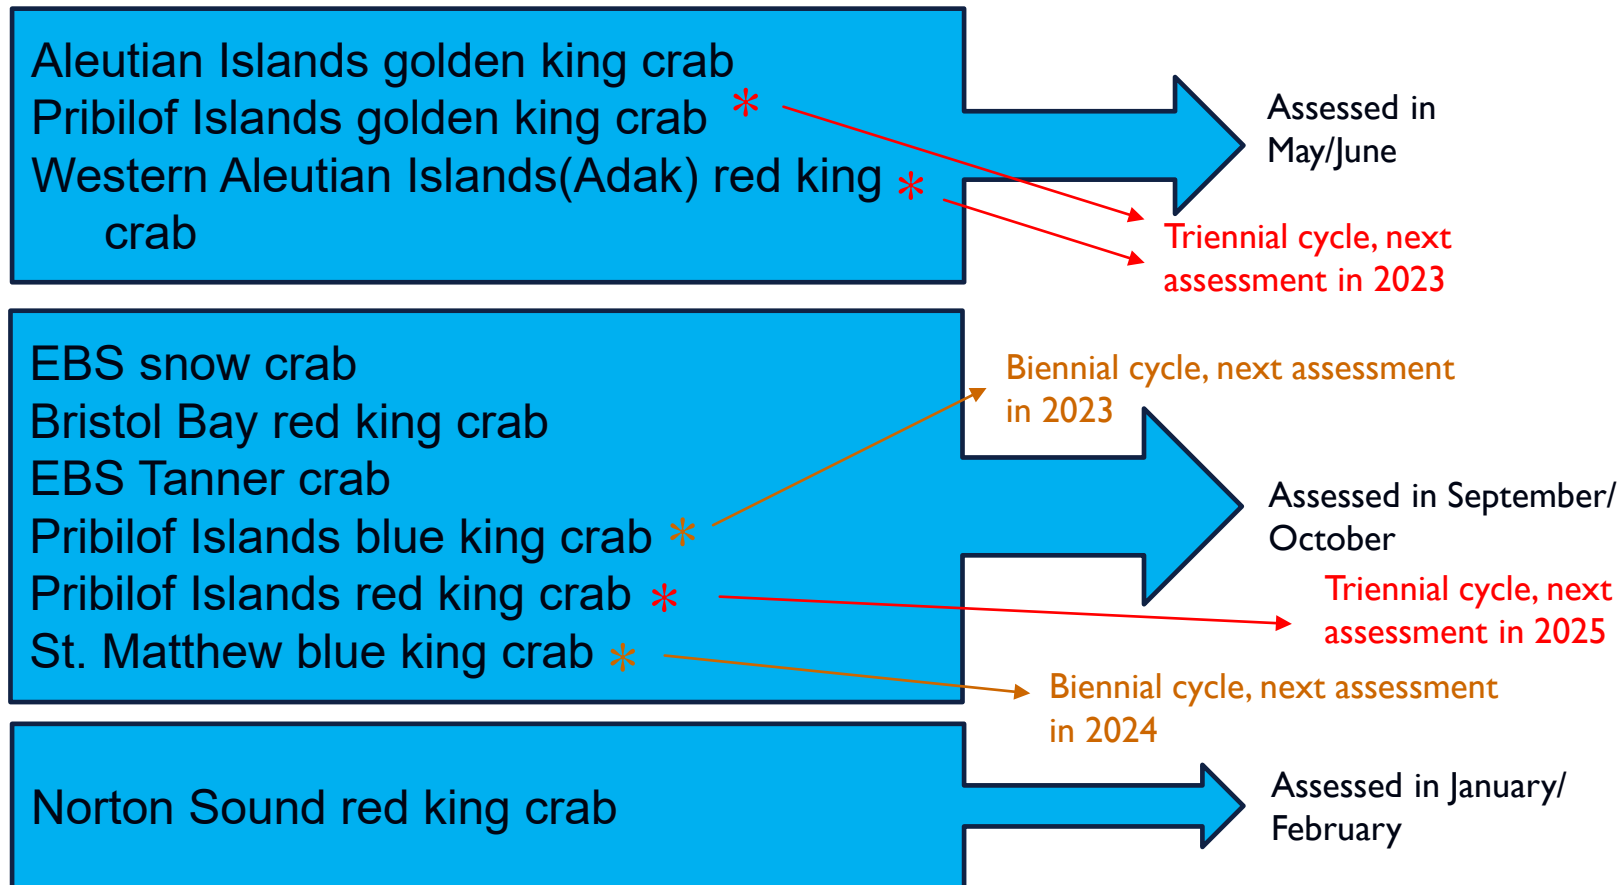 Aleutian Islands golden king crab
Pribilof Islands golden king crab *
Western Aleutian Islands(Adak) red king *
crab
Assessed in
May/June
Triennial cycle, next
assessment in 2023
EBS snow crab
Bristol Bay red king crab
EBS Tanner crab
Pribilof Islands blue king crab *
Pribilof Islands red king crab *
St. Matthew blue king crab *
Biennial cycle, next assessment
in 2023
Assessed in September/
October
Triennial cycle, next
assessment in 2025
Biennial cycle, next assessment
in 2024
Norton Sound red king crab
Assessed in January/
February